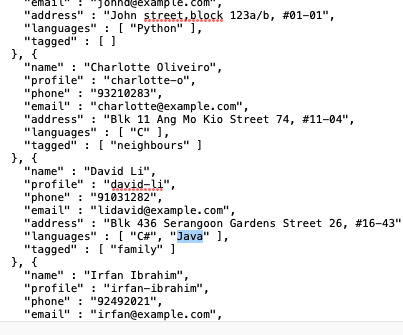 "email" : "johnd@example.com",
"address" : "John street,block 123a/b, #01-01",
"languages" : [ "Python" ],
"tagged" : [ ]
}, {
"name" : "Charlotte Oliveiro",
"profile" : "charlotte-o",
"phone" : "93210283",
"email" : "charlotte@example.com",
"address" : "Blk 11 Ang Mo Kio Street 74, #11-04",
"languages" : [ "C" ],
"tagged" : [ "neighbours" ]
}, {
"name" : "David Li",
"profile" : "david-li",
"phone" : "91031282",
"email" : "lidavid@example.com",
"address" : "Blk 436 Serangoon Gardens Street 26, #16-43"
"languages" : [ "C#", "Java" ],
"tagged" : [ "family" ]
}, {
"name" : "Irfan Ibrahim",
"profile" : "irfan-ibrahim",
"phone" : "92492021",
"email" : "irfan@example.com",